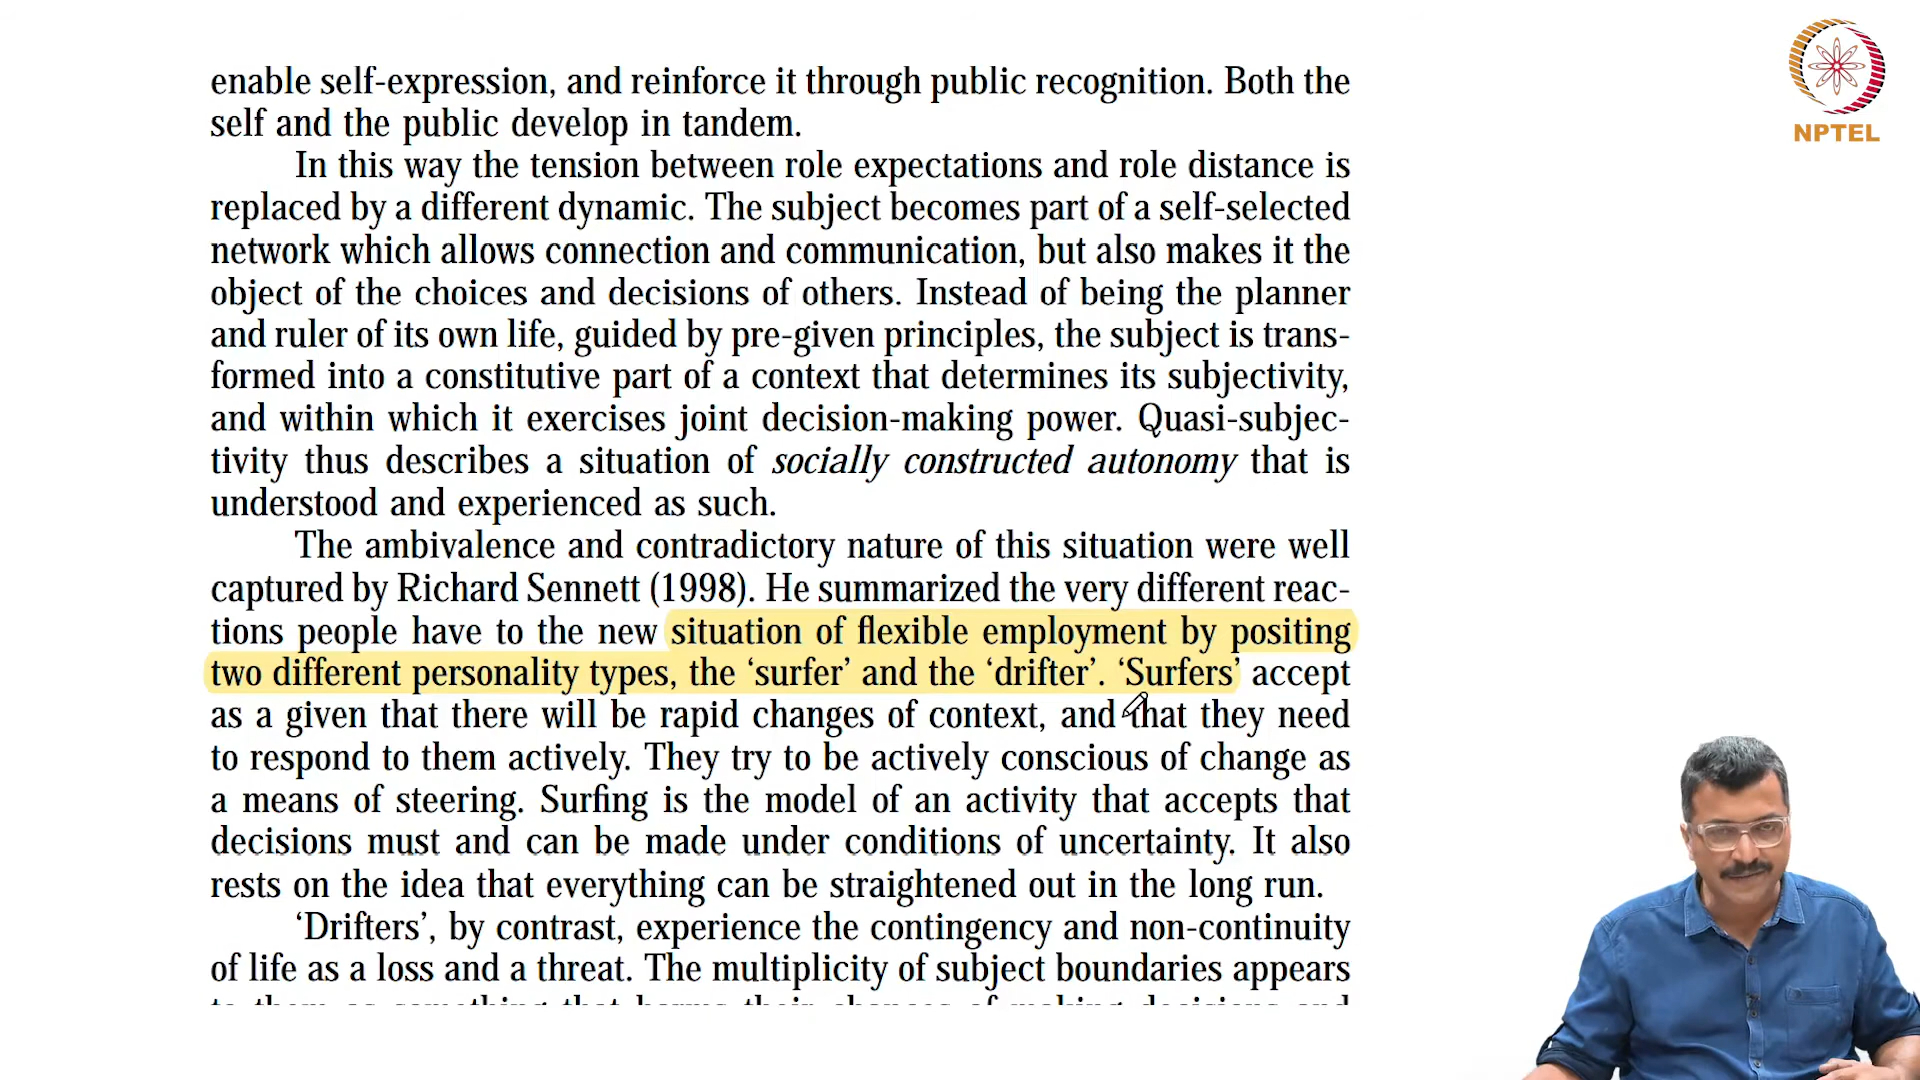 enable self-expression, and reinforce it through public recognition. Both the
self and the public develop in tandem.
In this way the tension between role expectations and role distance is
replaced by a different dynamic. The subject becomes part of a self-selected
network which allows connection and communication, but also makes it the
object of the choices and decisions of others. Instead of being the planner
and ruler of its own life, guided by pre-given principles, the subject is trans-
formed into a constitutive part of a context that determines its subjectivity,
and within which it exercises joint decision-making power. Quasi-subjec-
tivity thus describes a situation of socially constructed autonomy that is
understood and experienced as such.
The ambivalence and contradictory nature of this situation were well
captured by Richard Sennett (1998). He summarized the very different reac-
tions people have to the new situation of flexible employment by positing
two different personality types, the ‘surfer’ and the ‘drifter’. ‘Surfers’ accept
as a given that there will be rapid changes of context, and that they need
to respond to them actively. They try to be actively conscious of change as
a means of steering. Surfing is the model of an activity that accepts that
decisions must and can be made under conditions of uncertainty. It also
rests on the idea that everything can be straightened out in the long run.
‘Drifters’, by contrast, experience the contingency and non-continuity
of life as a loss and a threat. The multiplicity of subject boundaries appears
to them as something that harms their chances of making decisions and
NPTEL